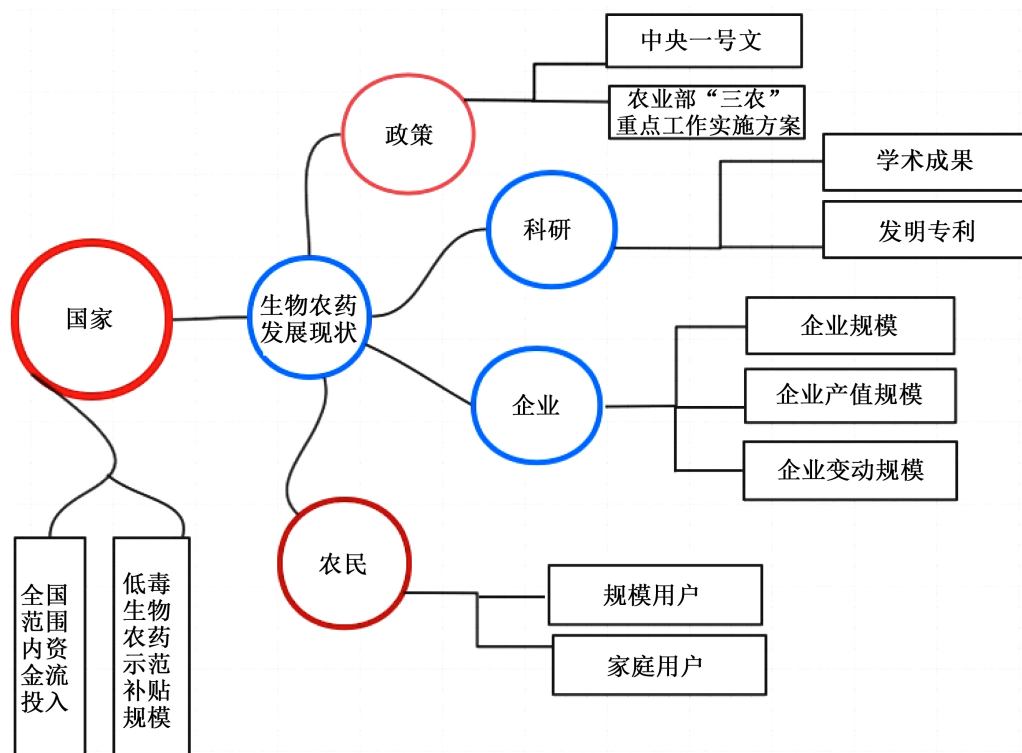 中央一号文
农业部“三农”
重点工作实施方案
政策
学术成果
科研
发明专利
国家
生物农药
发展现状
企业规模
企业
企业产值规模
企业变动规模
农民
规模用户
家庭用户
全国
范围
内资
金流
投入
低毒
生物
农药
示范
补贴
规模